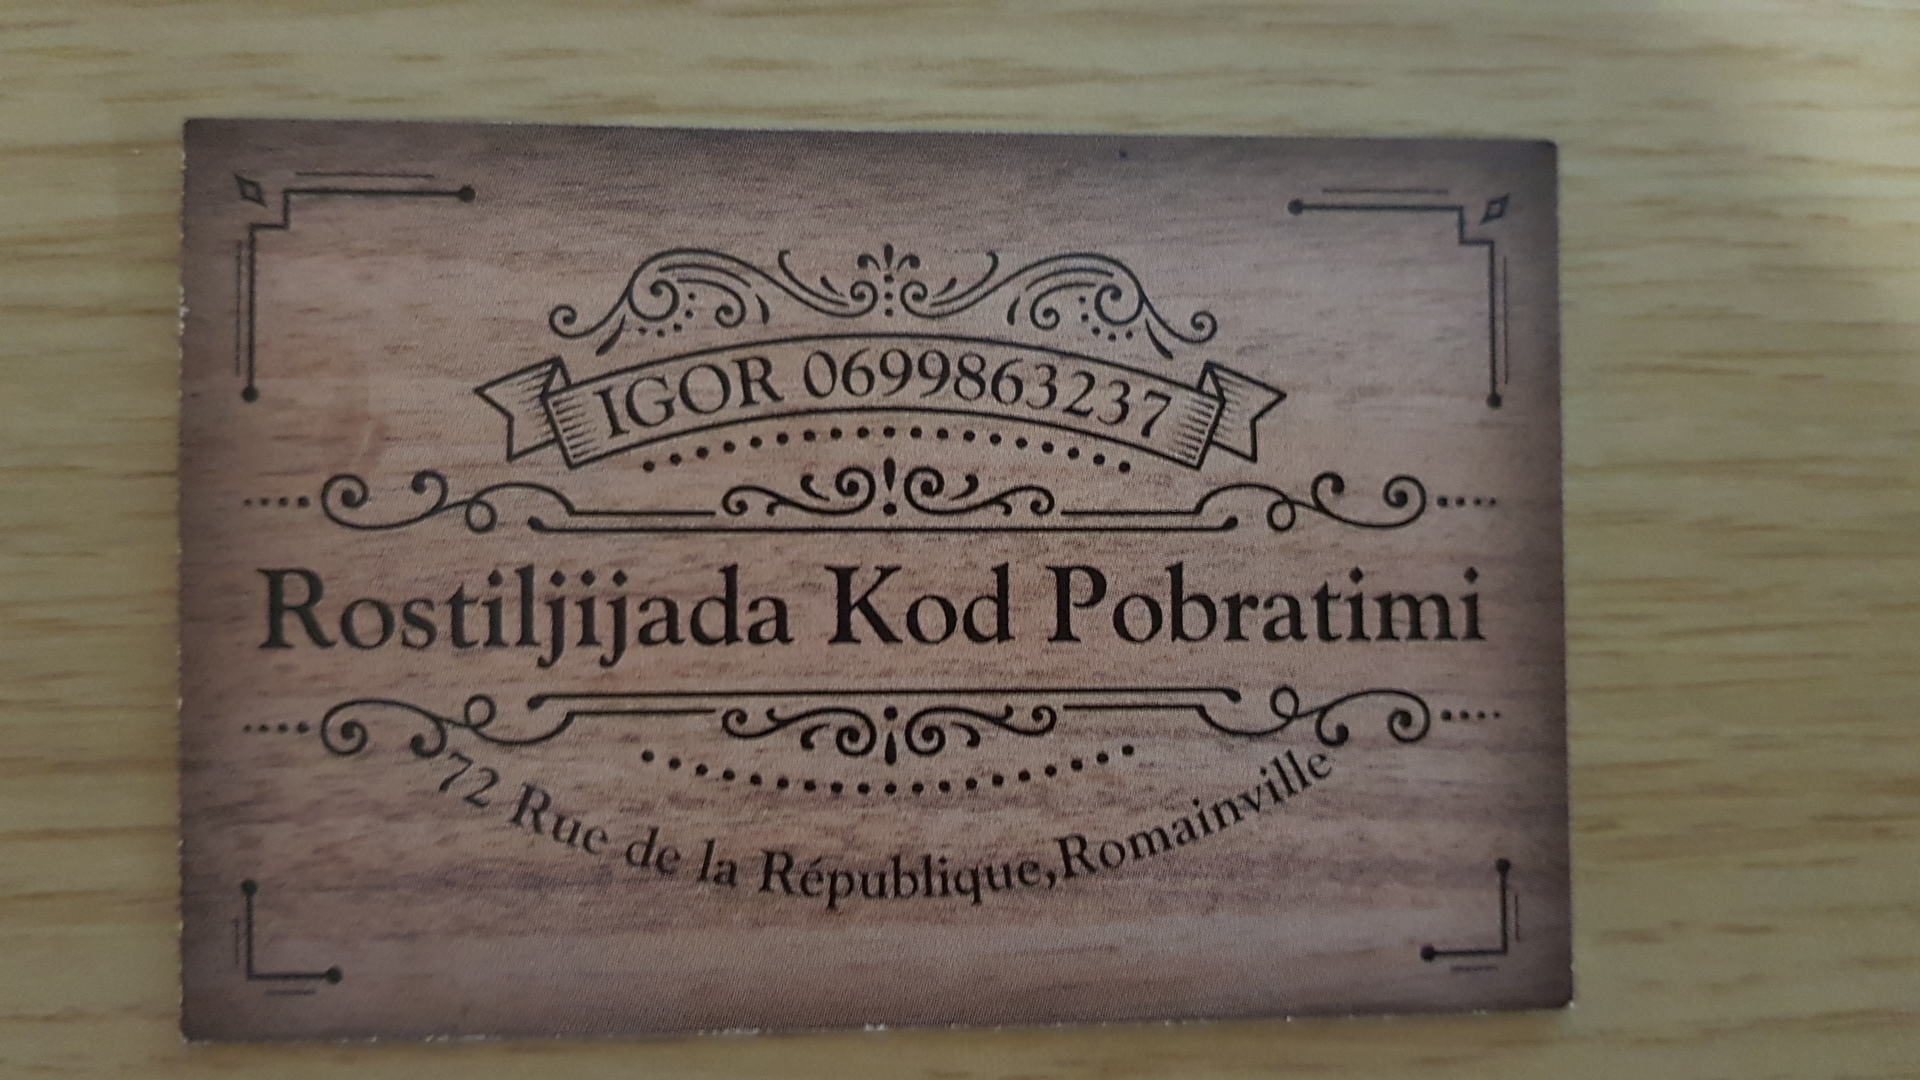 IGOR 0699863237
Rostiljijada Kod Pobratimi
72 Rue de la République,Romainville